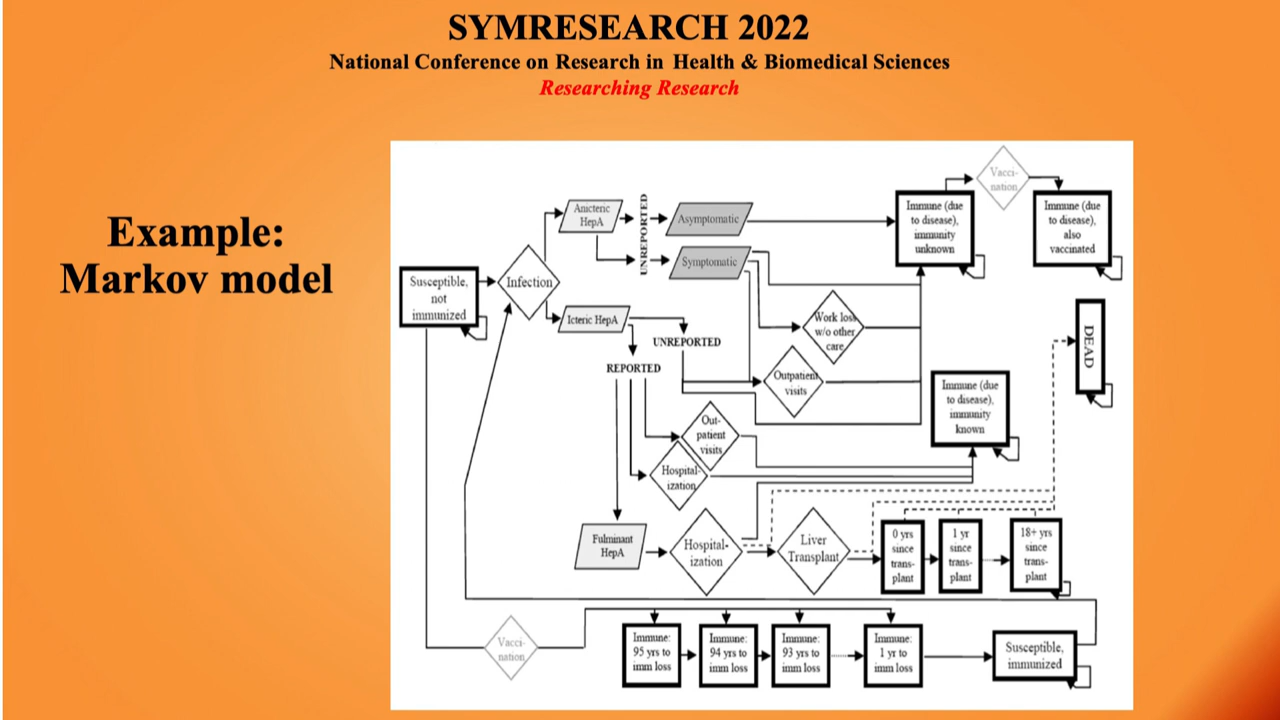 SYMRESEARCH 2022
National Conference on Research in Health & Biomedical Sciences
Researching Research
Example:
Markov model
Susceptible,
not
immunized
Infection
Anicteric
HepA
UNREPORTED
Asymptomatic
Symptomatic
Icteric HepA
UNREPORTED
REPORTED
Work loss
w/o other
care
Outpatient
visits
Out-
patient
visits
Hospital-
ization
Fulminant
HepA
Hospital-
ization
Liver
Transplant
Immune (due
to disease),
immunity
unknown
Vacci-
nation
Immune (due
to disease),
also
vaccinated
DEAD
Immune (due
to disease),
immunity
known
0 yrs
since
trans-
plant
1 yr
since
trans-
plant
18+ yrs
since
trans-
plant
Vacci-
nation
Immune:
95 yrs to
imm loss
Immune:
94 yrs to
imm loss
Immune:
93 yrs to
imm loss
Immune:
1 yr to
imm loss
Susceptible,
immunized